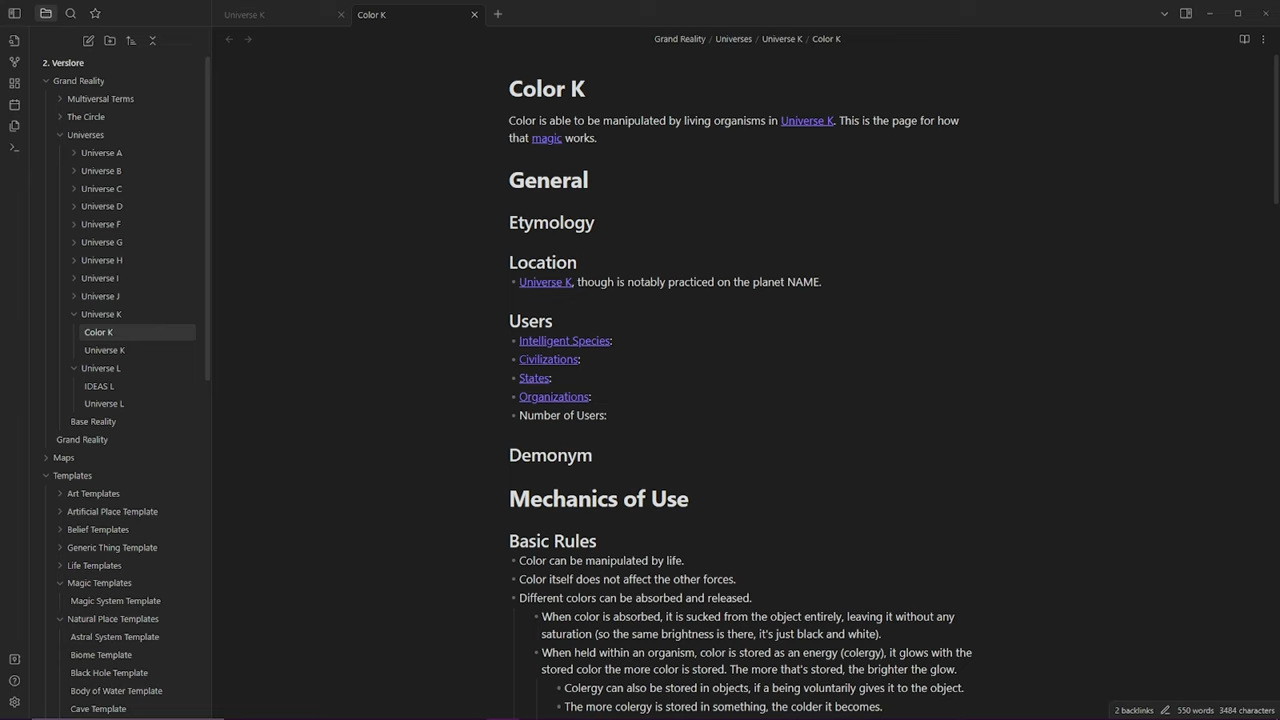 Universe K
Color K
Grand Reality / Universes / Universe K / Color K
2. Verslore
Grand Reality
Multiversal Terms
The Circle
Universes
Universe A
Universe B
Universe C
Universe D
Universe F
Universe G
Universe H
Universe I
Universe J
Universe K
Color K
Universe K
Universe L
IDEAS L
Universe L
Base Reality
Grand Reality
Maps
Templates
Art Templates
Artificial Place Template
Belief Templates
Generic Thing Template
Life Templates
Magic Templates
Magic System Template
Natural Place Templates
Astral System Template
Biome Template
Black Hole Template
Body of Water Template
Cave Template
Color K
Color is able to be manipulated by living organisms in Universe K. This is the page for how
that magic works.
General
Etymology
Location
Universe K, though is notably practiced on the planet NAME.
Users
Intelligent Species:
Civilizations:
States:
Organizations:
Number of Users:
Demonym
Mechanics of Use
Basic Rules
Color can be manipulated by life.
Color itself does not affect the other forces.
Different colors can be absorbed and released.
When color is absorbed, it is sucked from the object entirely, leaving it without any
saturation (so the same brightness is there, it's just black and white).
When held within an organism, color is stored as an energy (colergy), it glows with the
stored color the more color is stored. The more that's stored, the brighter the glow.
Colergy can also be stored in objects, if a being voluntarily gives it to the object.
The more colergy is stored in something, the colder it becomes.
2 backlinks 550 words 3484 characters